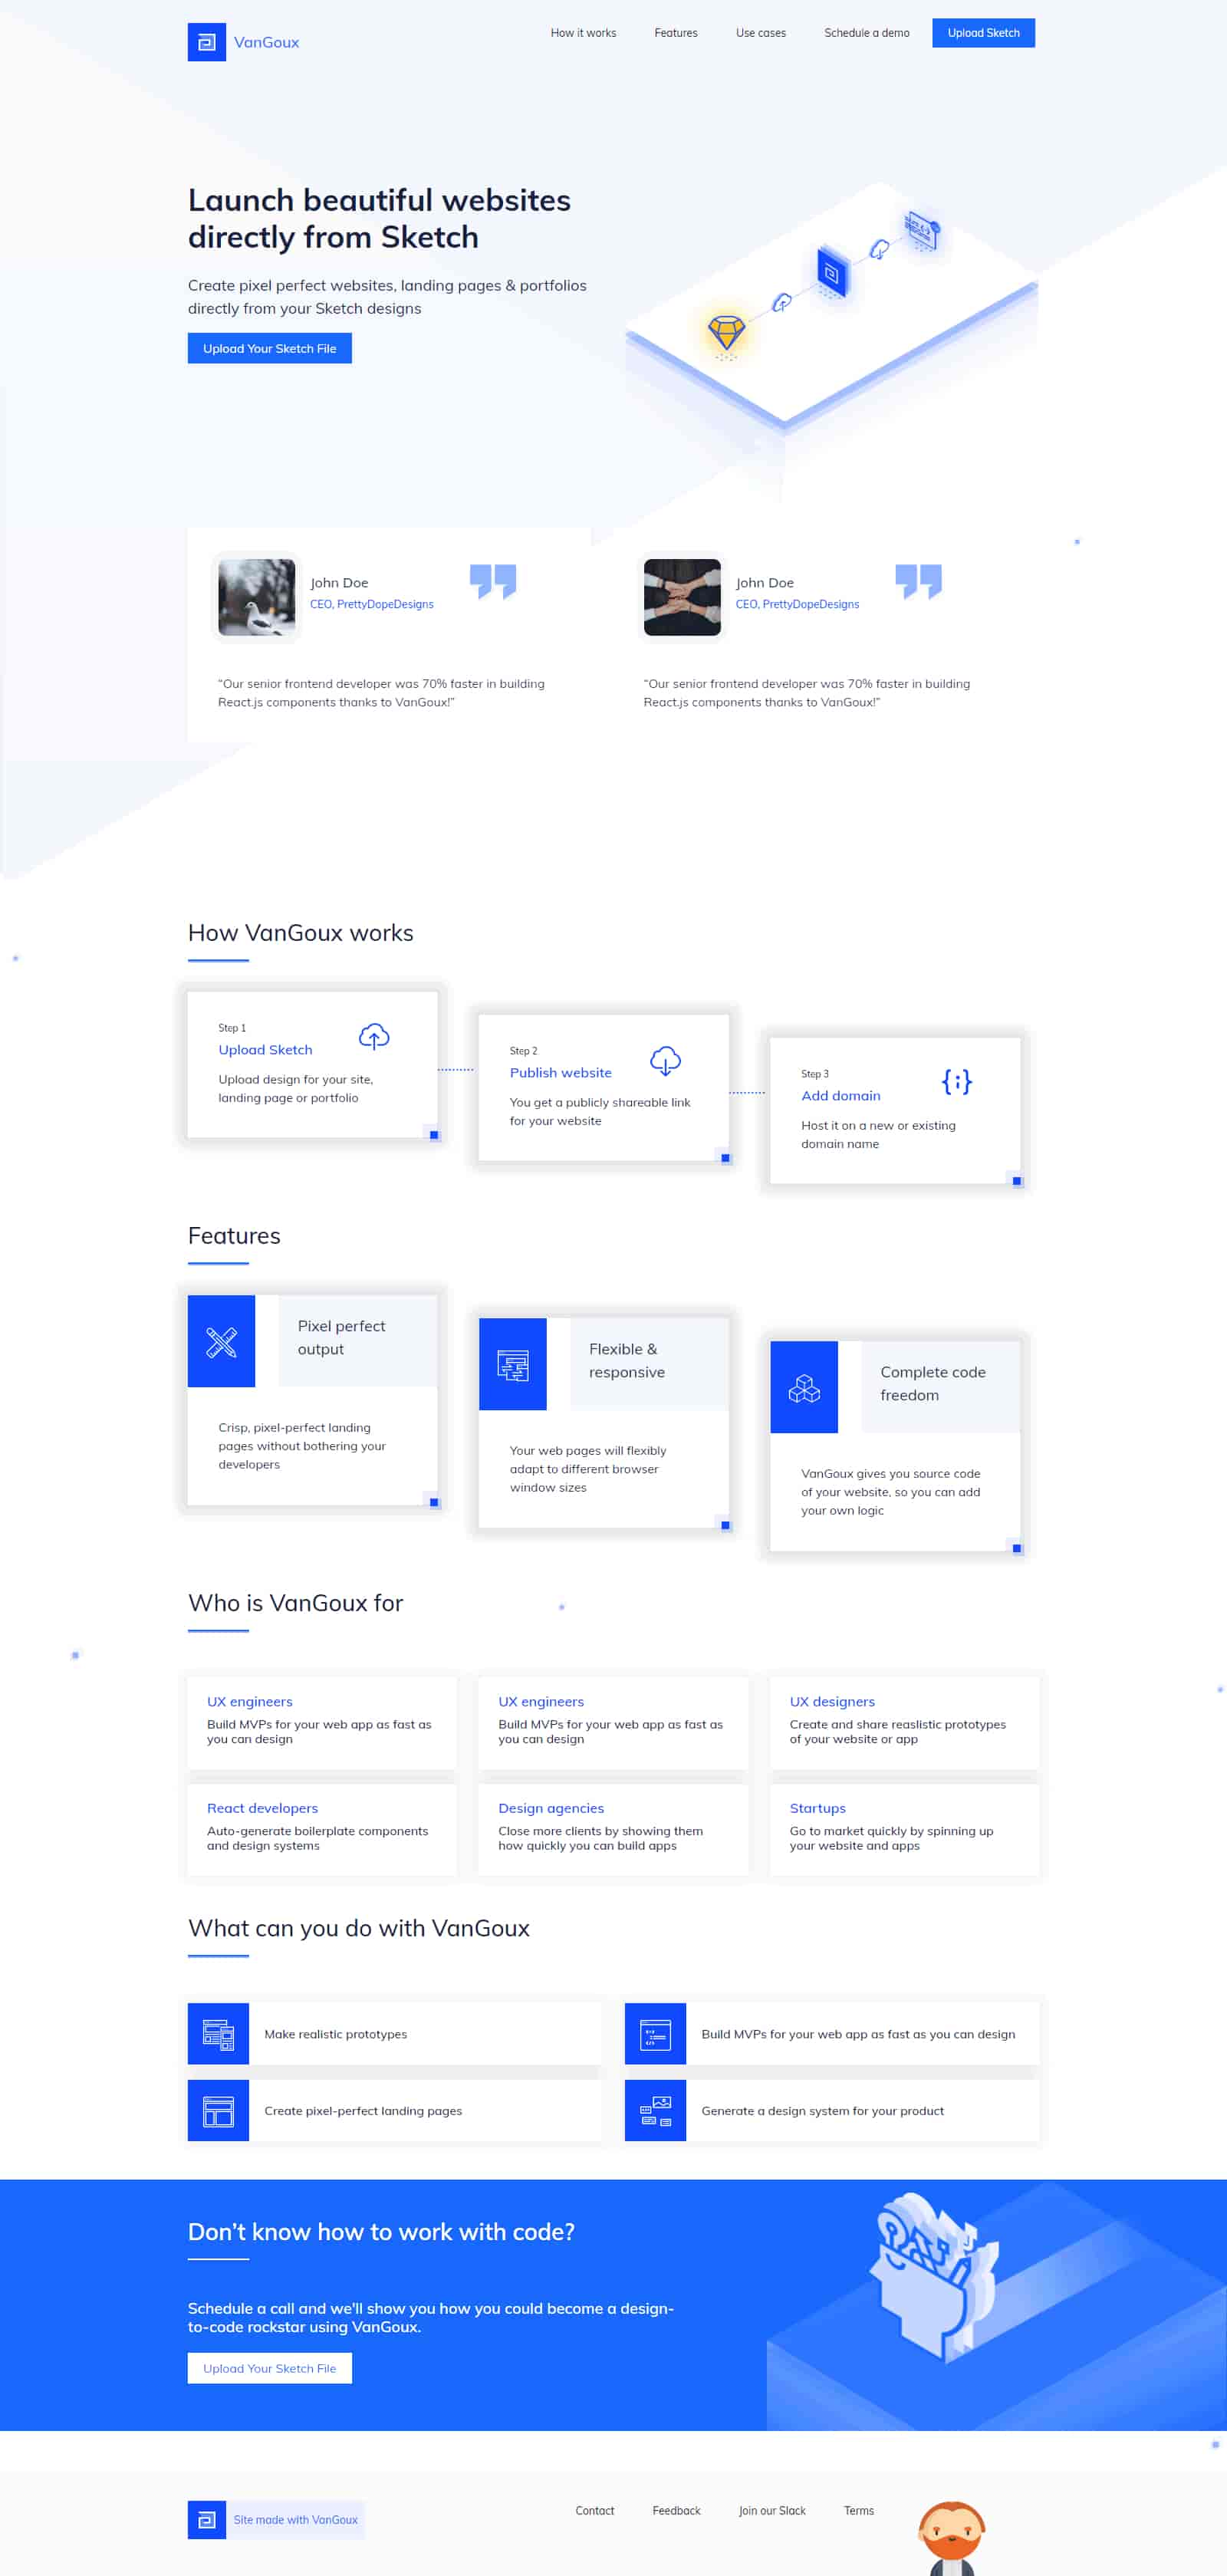 VanGoux
How it works
Features
Use cases
Schedule a demo
Upload Sketch
Launch beautiful websites
directly from Sketch
Create pixel perfect websites, landing pages & portfolios
directly from your Sketch designs
Upload Your Sketch File
John Doe
CEO, PrettyDopeDesigns
“Our senior frontend developer was 70% faster in building
React.js components thanks to VanGoux!”
John Doe
CEO, PrettyDopeDesigns
“Our senior frontend developer was 70% faster in building
React.js components thanks to VanGoux!”
How VanGoux works
Step 1
Upload Sketch
Upload design for your site,
landing page or portfolio
Step 2
Publish website
You get a publicly shareable link
for your website
Step 3
Add domain
Host it on a new or existing
domain name
Features
Pixel perfect
output
Crisp, pixel-perfect landing
pages without bothering your
developers
Flexible &
responsive
Your web pages will flexibly
adapt to different browser
window sizes
Complete code
freedom
VanGoux gives you source code
of your website, so you can add
your own logic
Who is VanGoux for
UX engineers
Build MVPs for your web app as fast as
you can design
UX engineers
Build MVPs for your web app as fast as
you can design
UX designers
Create and share reaslistic prototypes
of your website or app
React developers
Auto-generate boilerplate components
and design systems
Design agencies
Close more clients by showing them
how quickly you can build apps
Startups
Go to market quickly by spinning up
your website and apps
What can you do with VanGoux
Make realistic prototypes
Build MVPs for your web app as fast as you can design
Create pixel-perfect landing pages
Generate a design system for your product
Don’t know how to work with code?
Schedule a call and we'll show you how you could become a design-
to-code rockstar using VanGoux.
Upload Your Sketch File
Site made with VanGoux
Contact
Feedback
Join our Slack
Terms